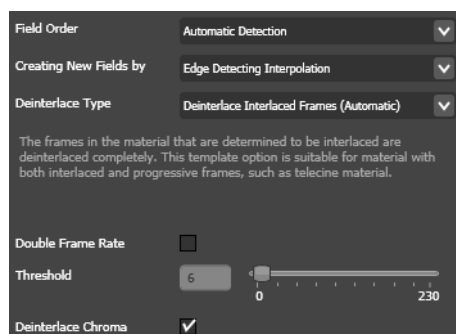 Field Order Automatic Detection
Creating New Fields by Edge Detecting Interpolation
Deinterlace Type Deinterlace Interlaced Frames (Automatic)
The frames in the material that are determined to be interlaced are
deinterlaced completely. This template option is suitable for material with
both interlaced and progressive frames, such as telecine material.
Double Frame Rate
Threshold 6
0 230
Deinterlace Chroma